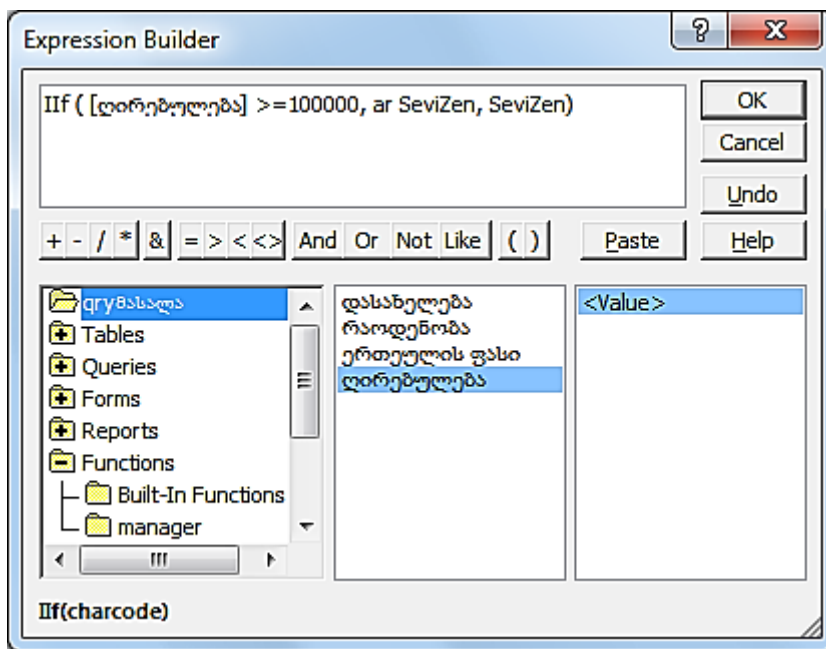 Expression Builder
?
IIf ( [ღირებულება] >=100000, ar SeviZen, SeviZen)
OK
Cancel
Undo
+ - / * & = > < <> And Or Not Like ( ) Paste Help
qryმასალა
Tables
Queries
Forms
Reports
Functions
Built-In Functions
manager
დასახელება
რაოდენობა
ერთეულის ფასი
ღირებულება
<Value>
IIf(charcode)